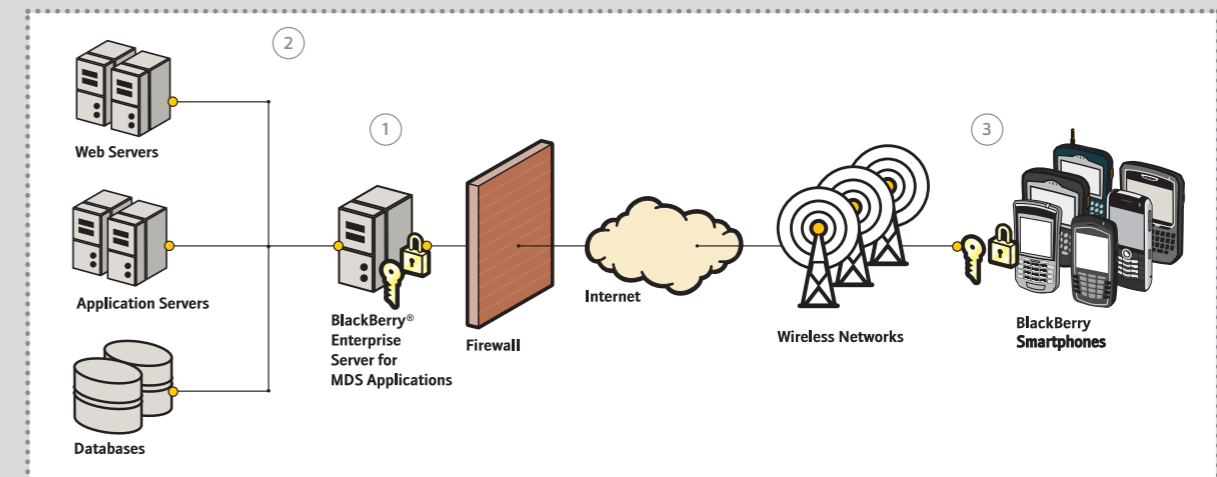 2
1
3
Web Servers
Application Servers
Databases
BlackBerry®
Enterprise
Server for
MDS Applications
Firewall
Internet
Wireless Networks
BlackBerry
Smartphones